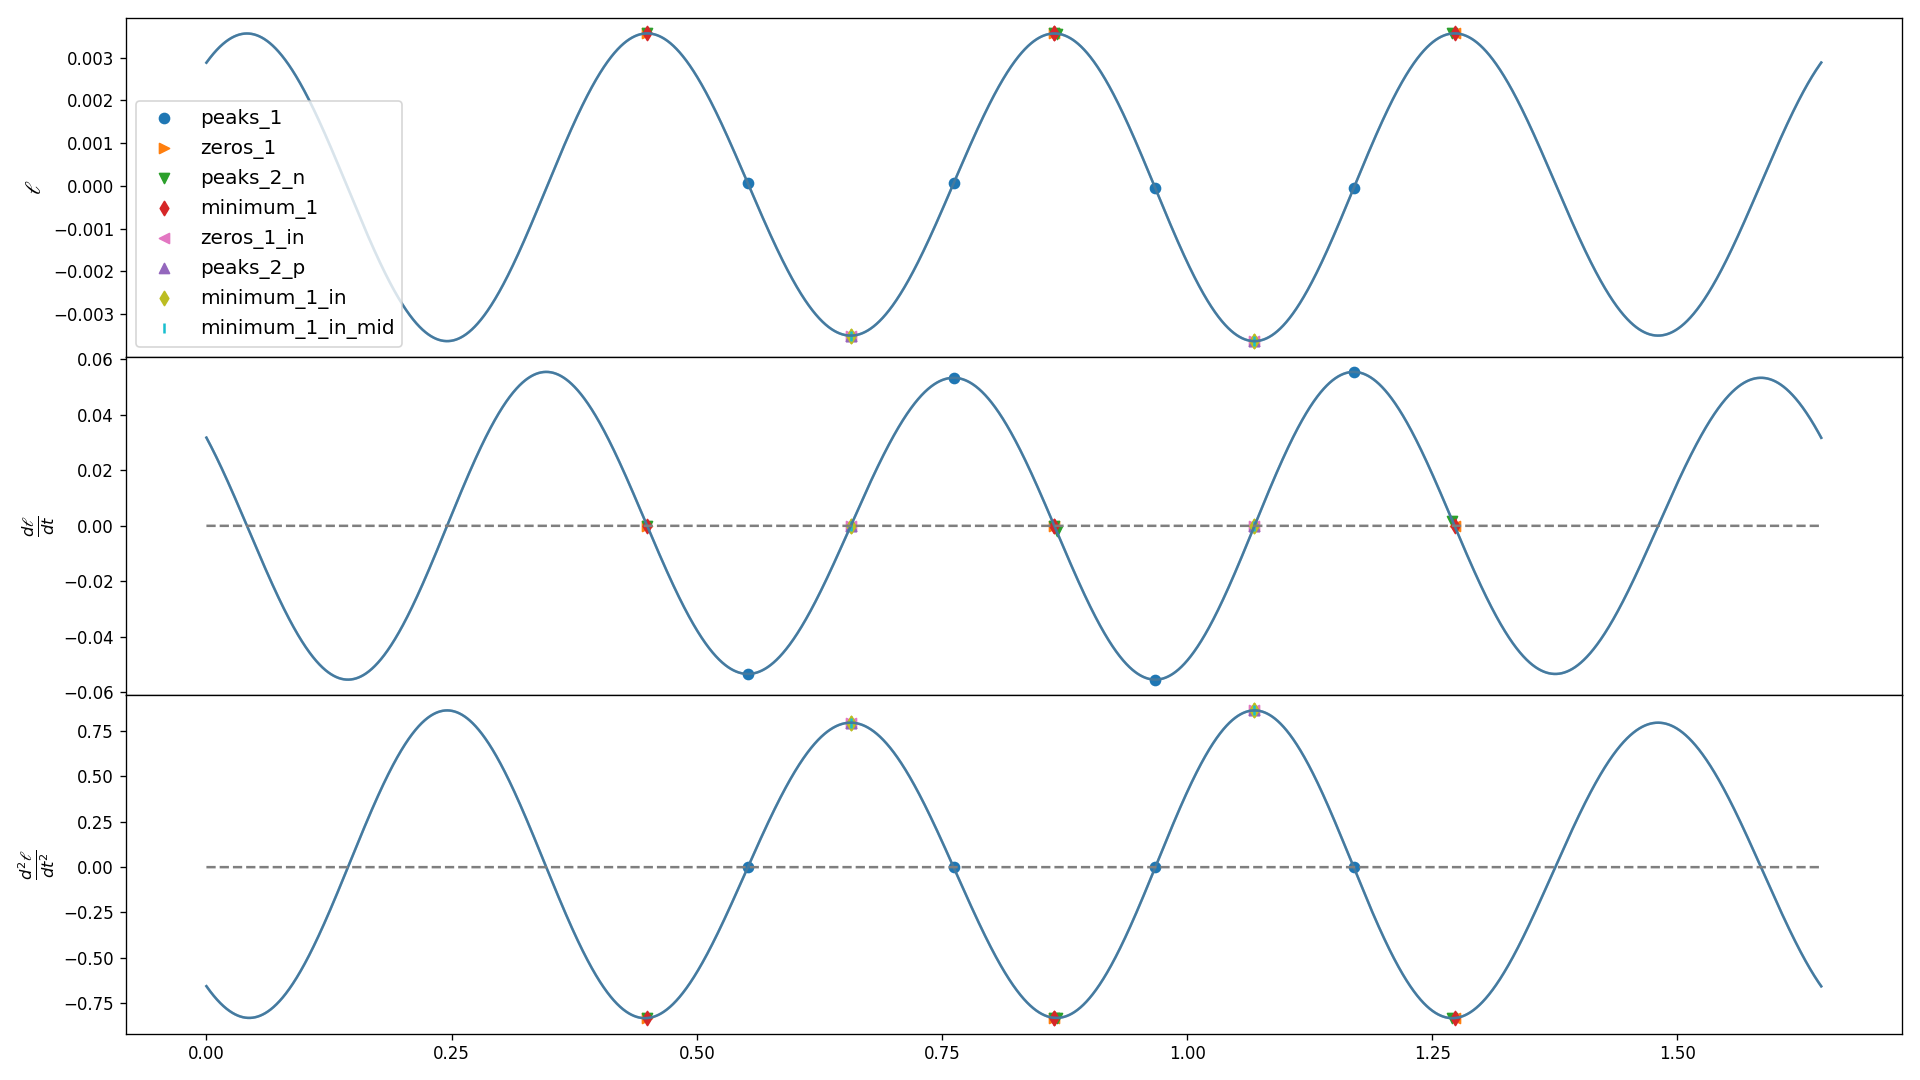 0.003
0.002
0.001
0.000
−0.001
−0.002
−0.003
ℓ
peaks_1
zeros_1
peaks_2_n
minimum_1
zeros_1_in
peaks_2_p
minimum_1_in
minimum_1_in_mid
0.06
0.04
0.02
0.00
−0.02
−0.04
−0.06
dℓ/dt
0.75
0.50
0.25
0.00
−0.25
−0.50
−0.75
d²ℓ/dt²
0.00 0.25 0.50 0.75 1.00 1.25 1.50